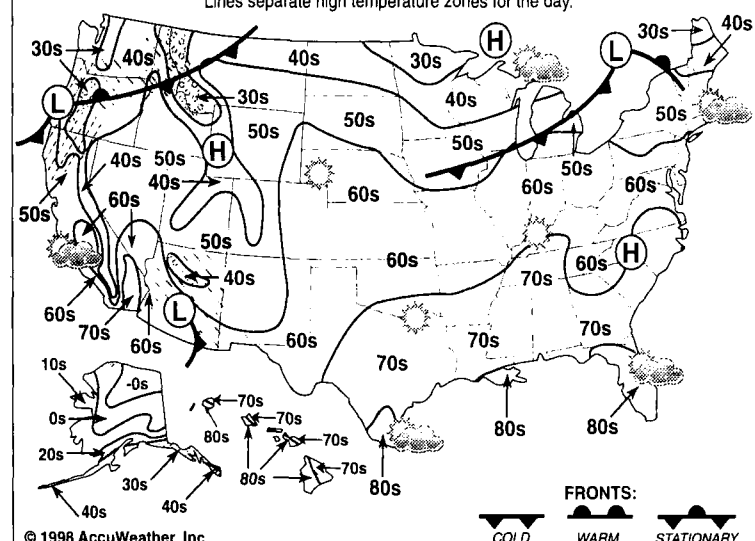 Lines separate high temperature zones for the day.
H
30s
40s
30s
40s
40s
30s
L
30s
40s
L
30s
50s
50s
40s
50s
50s
H
50s
40s
50s
40s
50s
60s
60s
60s
50s
60s
50s
60s
60s
H
40s
70s
60s
L
60s
70s
60s
60s
70s
70s
70s
10s
-0s
0s
20s
70s
70s
70s
80s
80s
70s
80s
80s
80s
30s
40s
40s
FRONTS:
© 1998 AccuWeather, Inc
COLD WARM STATIONARY